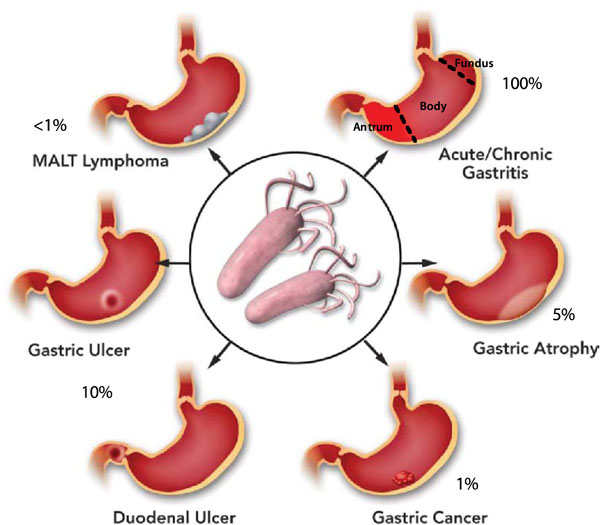 Fundus
100%
Body
Antrum
<1%
MALT Lymphoma
Acute/Chronic
Gastritis
Gastric Ulcer
5%
Gastric Atrophy
10%
1%
Duodenal Ulcer
Gastric Cancer